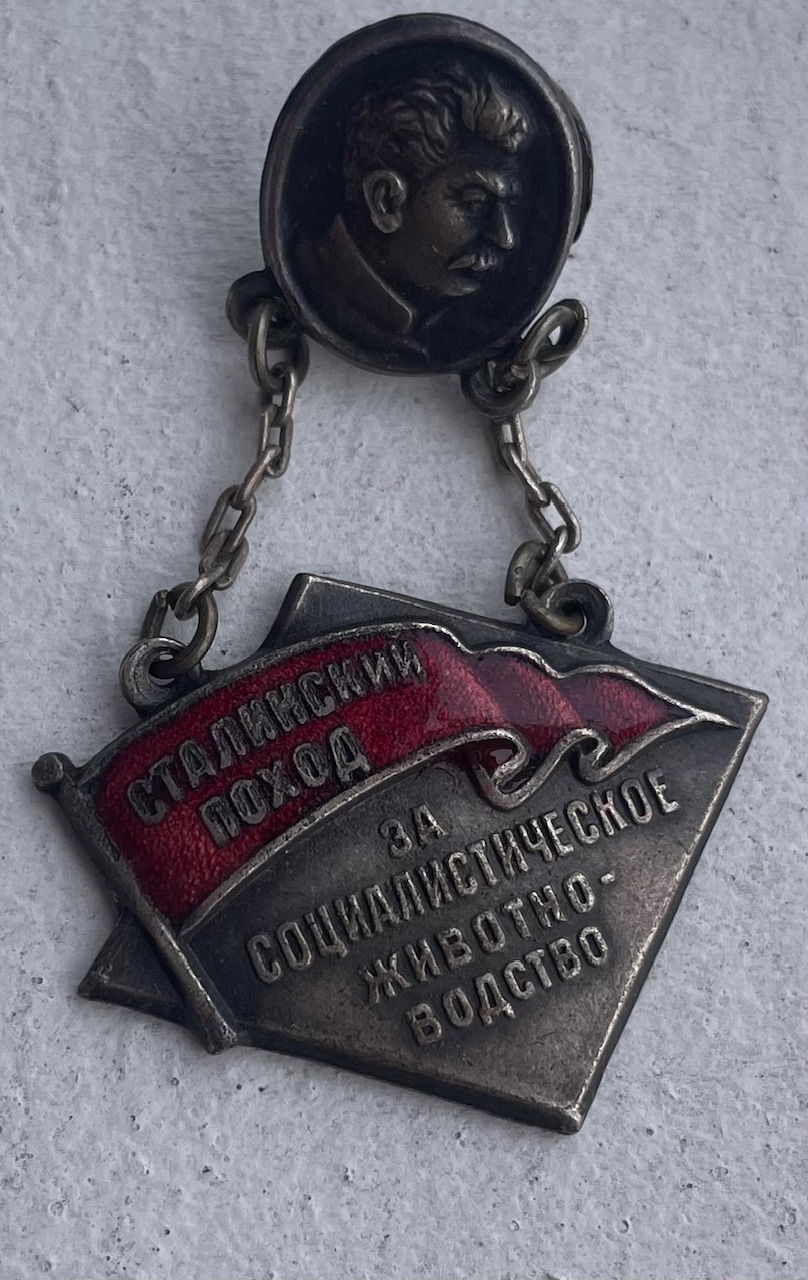 СТАЛИНСКИЙ
ПОХОД
ЗА
СОЦИАЛИСТИЧЕСКОЕ
ЖИВОТНО-
ВОДСТВО